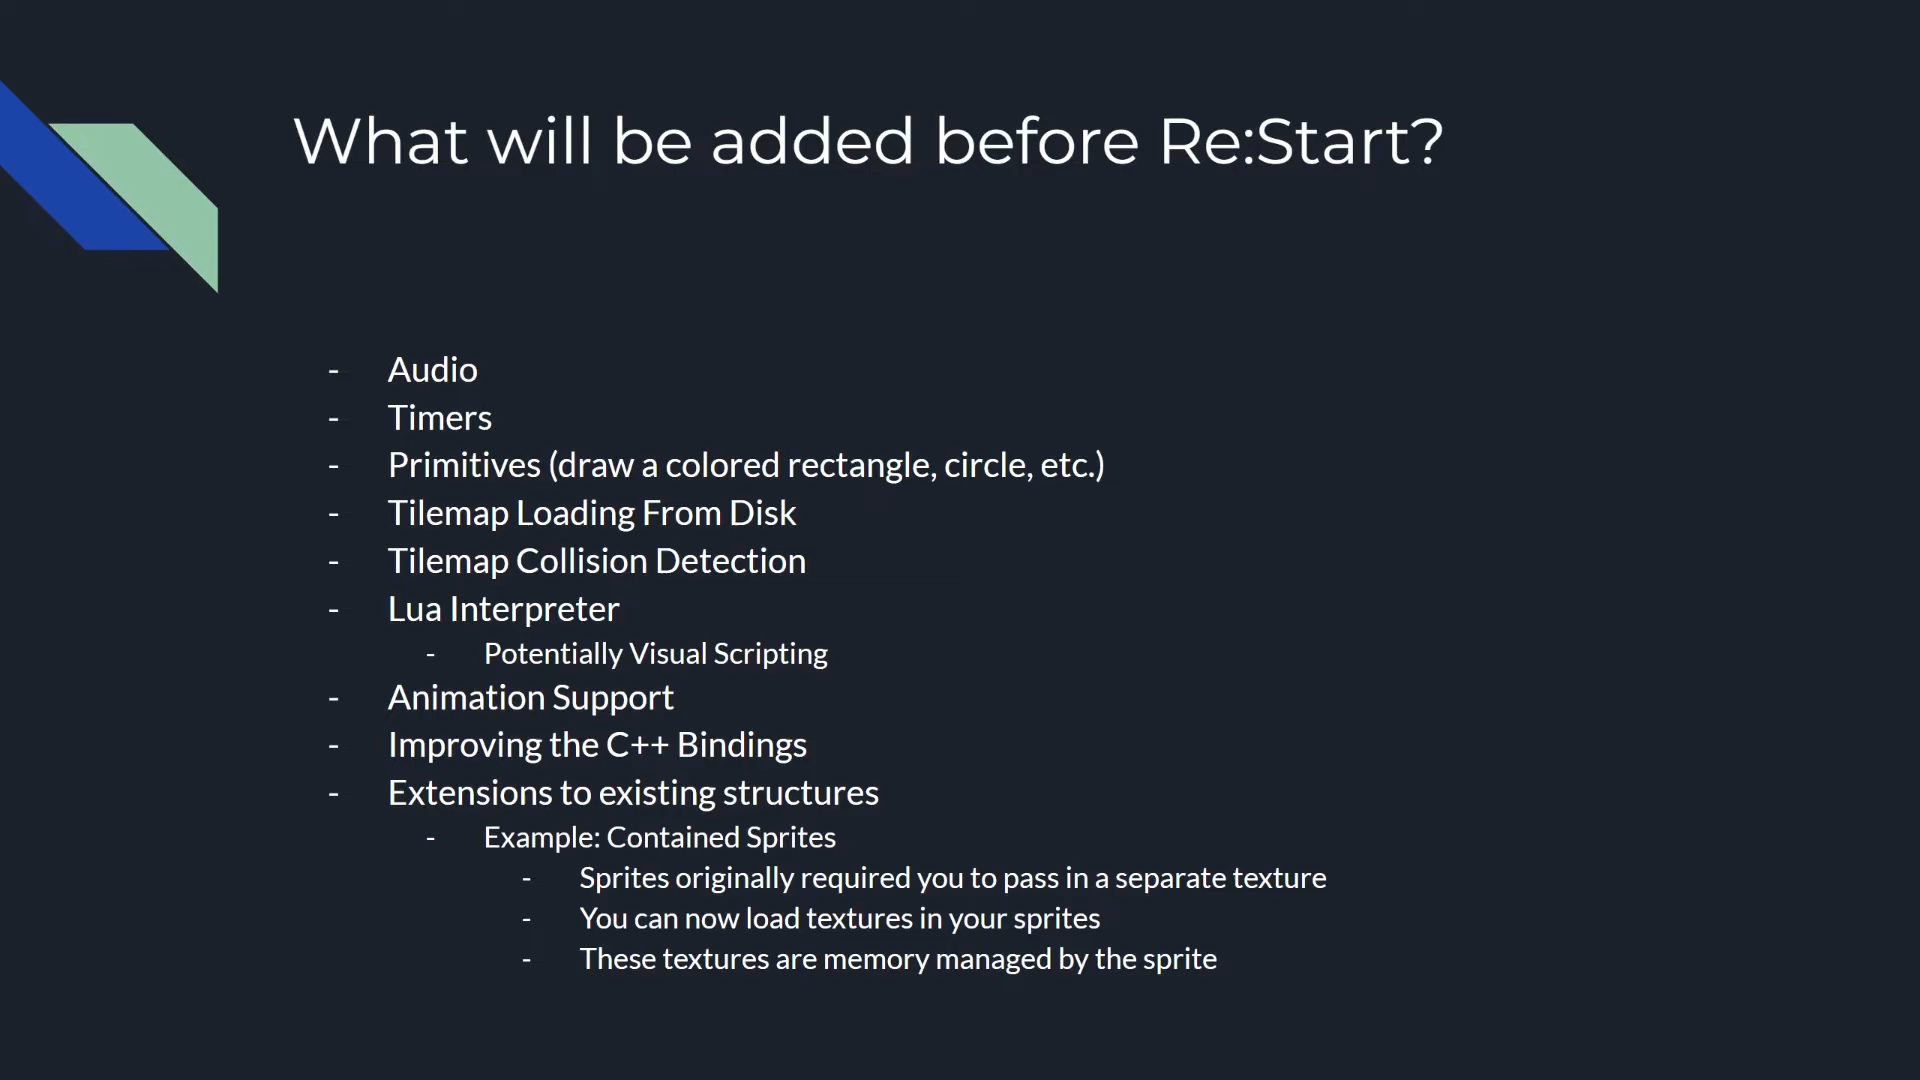 What will be added before Re:Start?
- Audio
- Timers
- Primitives (draw a colored rectangle, circle, etc.)
- Tilemap Loading From Disk
- Tilemap Collision Detection
- Lua Interpreter
- Potentially Visual Scripting
- Animation Support
- Improving the C++ Bindings
- Extensions to existing structures
- Example: Contained Sprites
- Sprites originally required you to pass in a separate texture
- You can now load textures in your sprites
- These textures are memory managed by the sprite